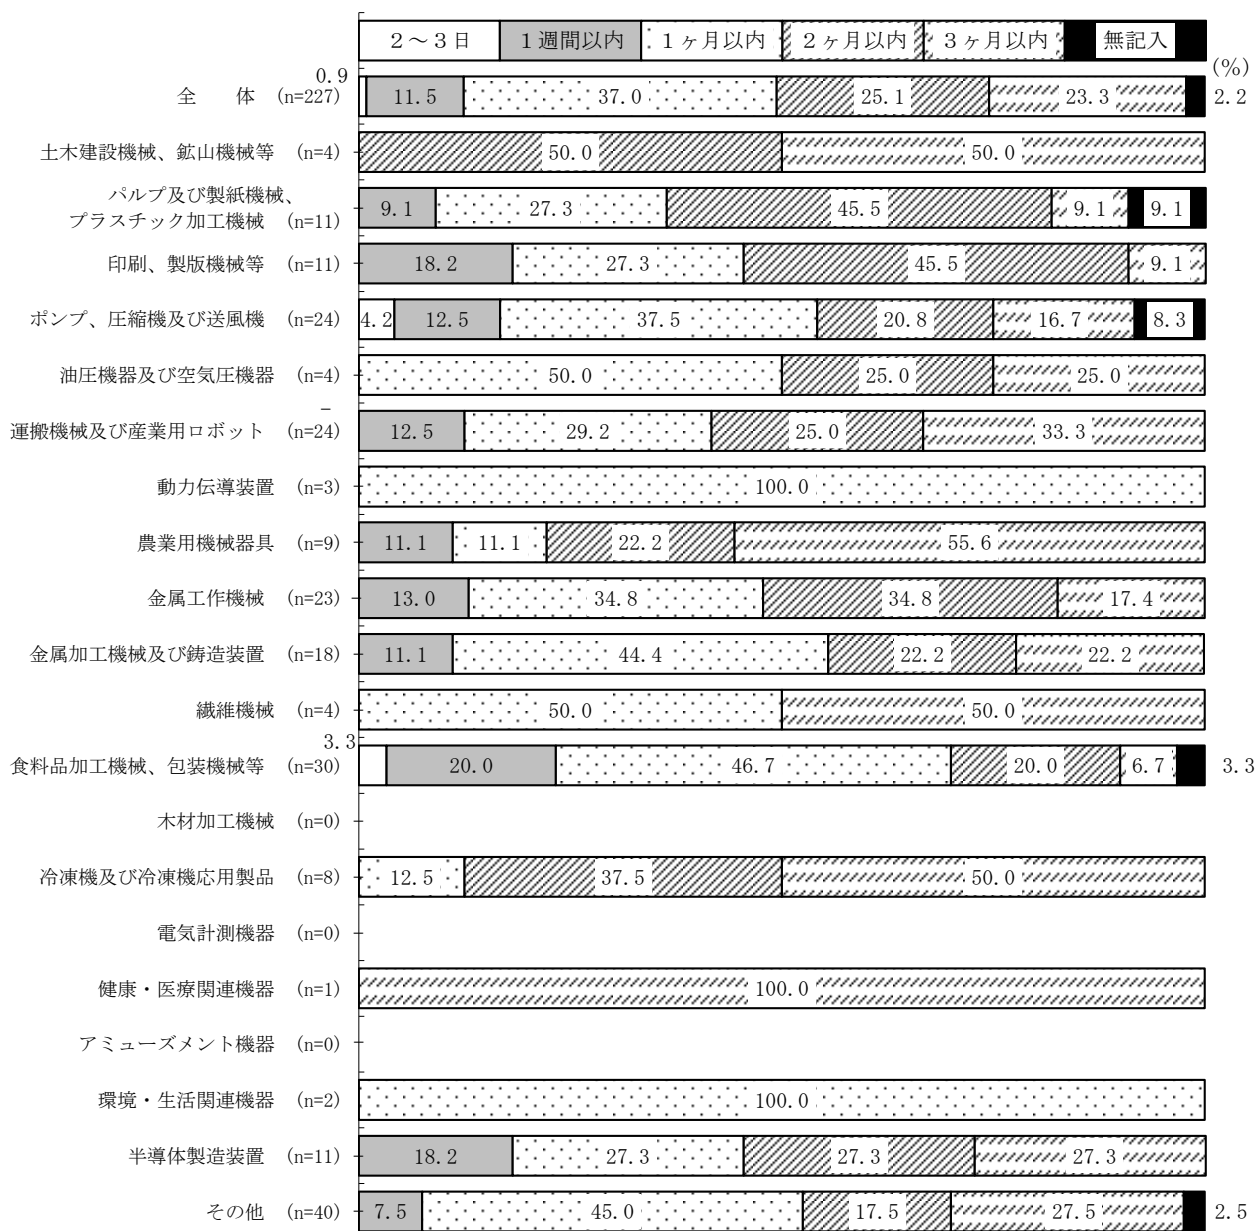 ２～３日 １週間以内 １ヶ月以内 ２ヶ月以内 ３ヶ月以内 無記入
(%)
0.9
全　体 (n=227) 11.5 37.0 25.1 23.3 2.2
土木建設機械、鉱山機械等 (n=4) 50.0 50.0
パルプ及び製紙機械、
プラスチック加工機械 (n=11) 9.1 27.3 45.5 9.1 9.1
印刷、製版機械等 (n=11) 18.2 27.3 45.5 9.1
ポンプ、圧縮機及び送風機 (n=24) 4.2 12.5 37.5 20.8 16.7 8.3
油圧機器及び空気圧機器 (n=4) 50.0 25.0 25.0
–
運搬機械及び産業用ロボット (n=24) 12.5 29.2 25.0 33.3
動力伝導装置 (n=3) 100.0
農業用機械器具 (n=9) 11.1 11.1 22.2 55.6
金属工作機械 (n=23) 13.0 34.8 34.8 17.4
金属加工機械及び鋳造装置 (n=18) 11.1 44.4 22.2 22.2
繊維機械 (n=4) 50.0 50.0
3.3
食料品加工機械、包装機械等 (n=30) 20.0 46.7 20.0 6.7 3.3
木材加工機械 (n=0)
冷凍機及び冷凍機応用製品 (n=8) 12.5 37.5 50.0
電気計測機器 (n=0)
健康・医療関連機器 (n=1) 100.0
アミューズメント機器 (n=0)
環境・生活関連機器 (n=2) 100.0
半導体製造装置 (n=11) 18.2 27.3 27.3 27.3
その他 (n=40) 7.5 45.0 17.5 27.5 2.5